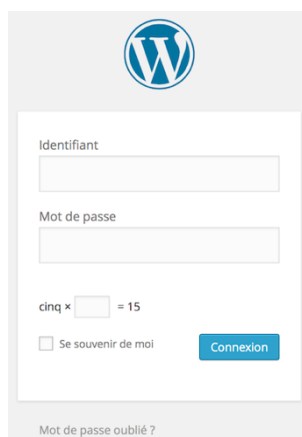 Identifiant
Mot de passe
cinq × = 15
Se souvenir de moi
Connexion
Mot de passe oublié ?